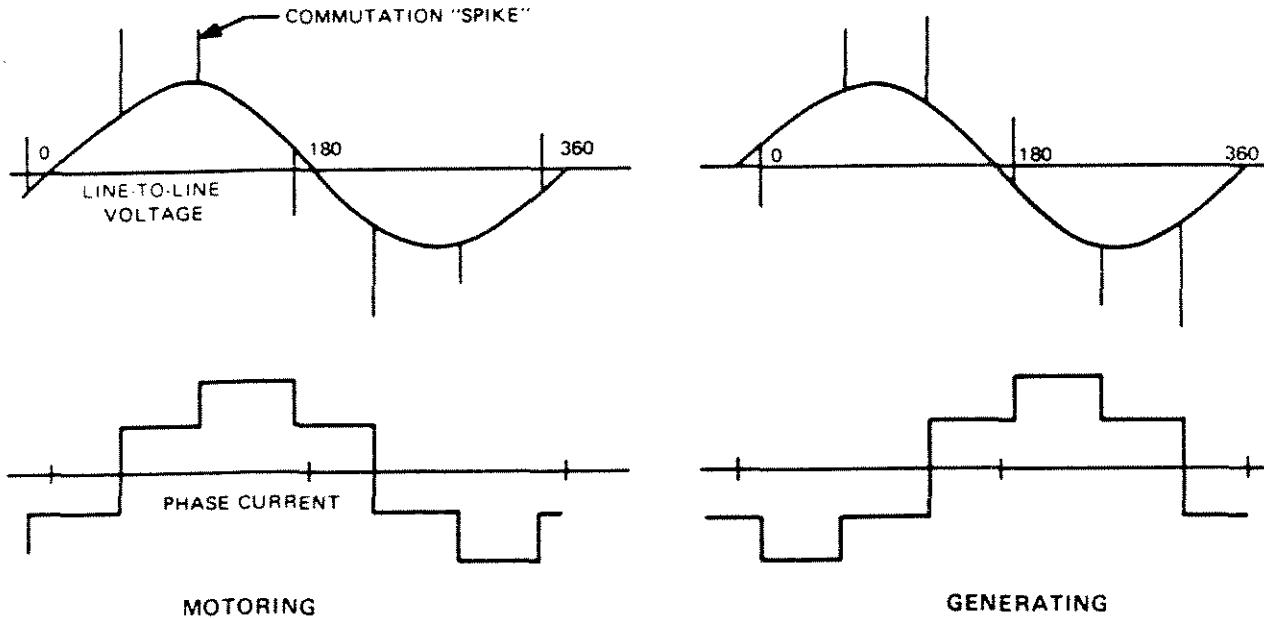 COMMUTATION "SPIKE"
0
180
360
LINE-TO-LINE
VOLTAGE
0
180
360
PHASE CURRENT
MOTORING
GENERATING